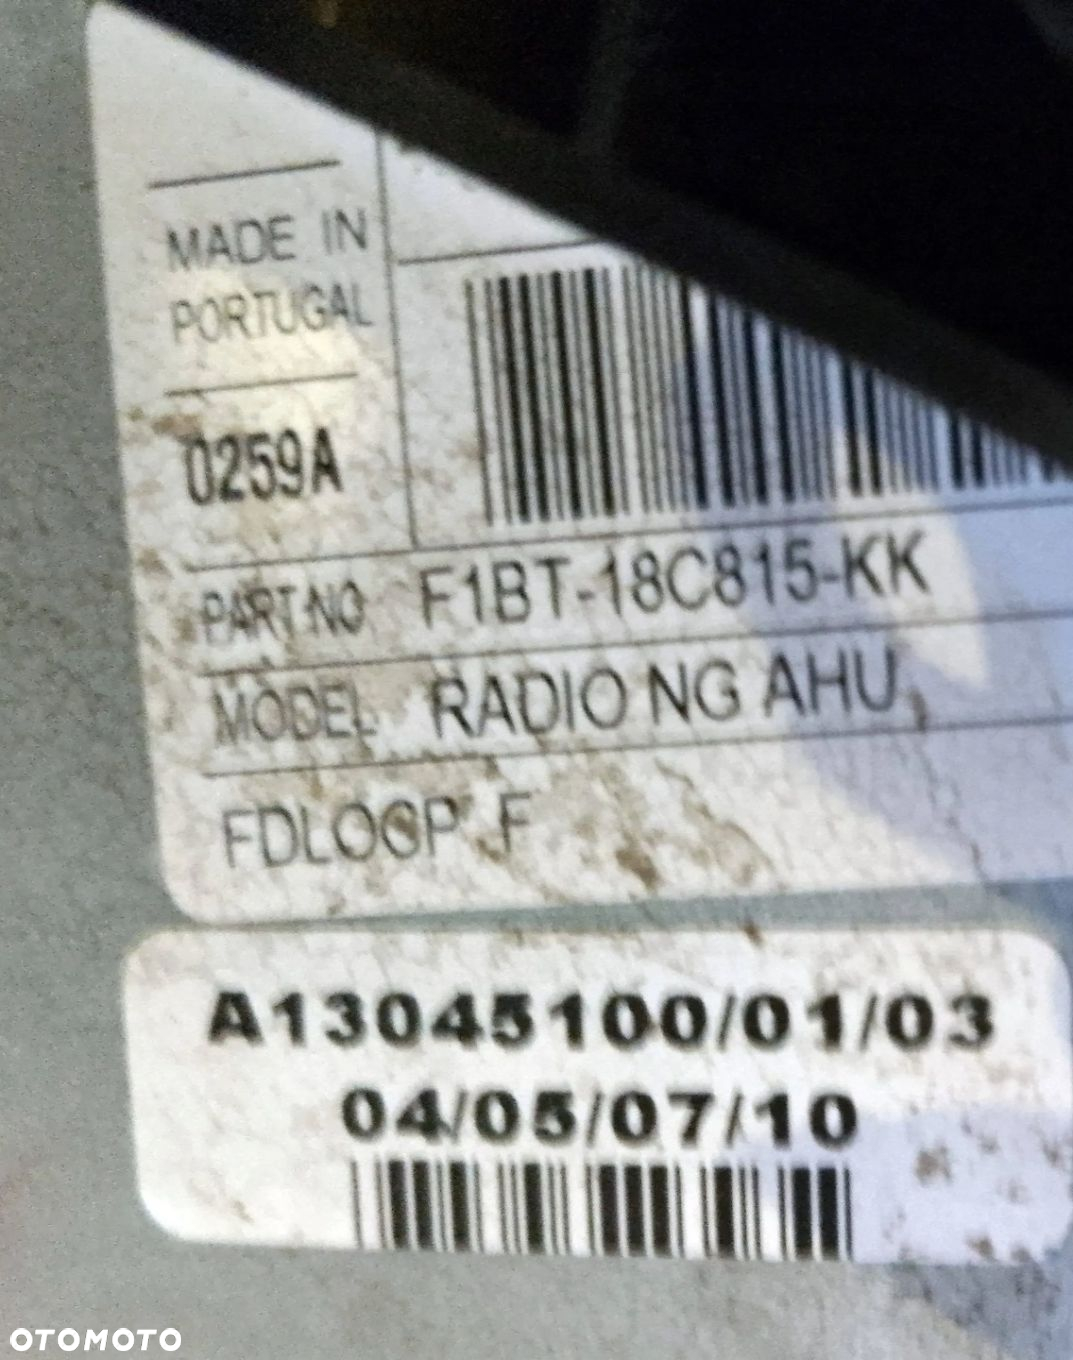 MADE IN
PORTUGAL
0259A
PART NO F1BT-18C815-KK
MODEL RADIO NG AHU
FDLOGP F
A13045100/01/03
04/05/07/10
OTOMOTO